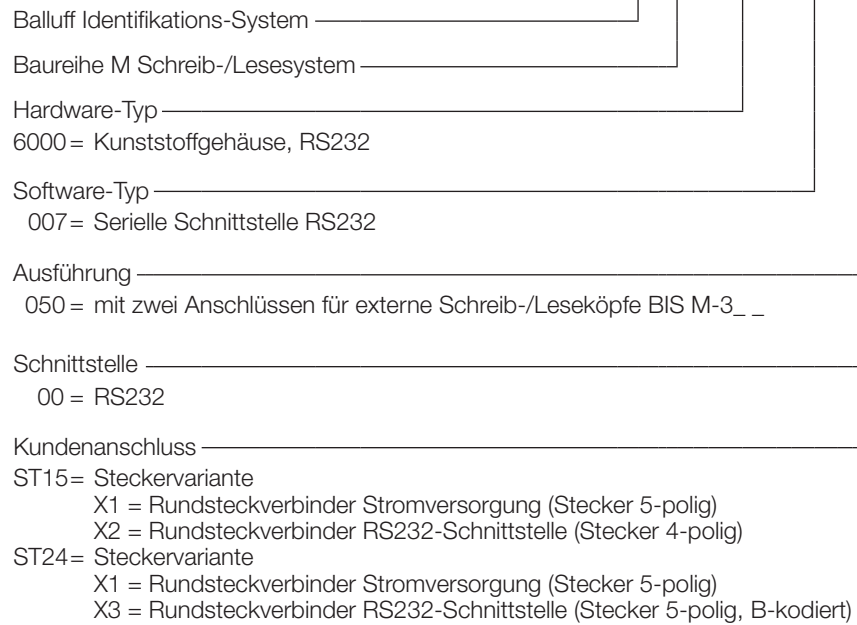 Balluff Identifikations-System
Baureihe M Schreib-/Lesesystem
Hardware-Typ
6000 = Kunststoffgehäuse, RS232
Software-Typ
007 = Serielle Schnittstelle RS232
Ausführung
050 = mit zwei Anschlüssen für externe Schreib-/Leseköpfe BIS M-3_ _
Schnittstelle
00 = RS232
Kundenanschluss
ST15 = Steckervariante
X1 = Rundsteckverbinder Stromversorgung (Stecker 5-polig)
X2 = Rundsteckverbinder RS232-Schnittstelle (Stecker 4-polig)
ST24 = Steckervariante
X1 = Rundsteckverbinder Stromversorgung (Stecker 5-polig)
X3 = Rundsteckverbinder RS232-Schnittstelle (Stecker 5-polig, B-kodiert)